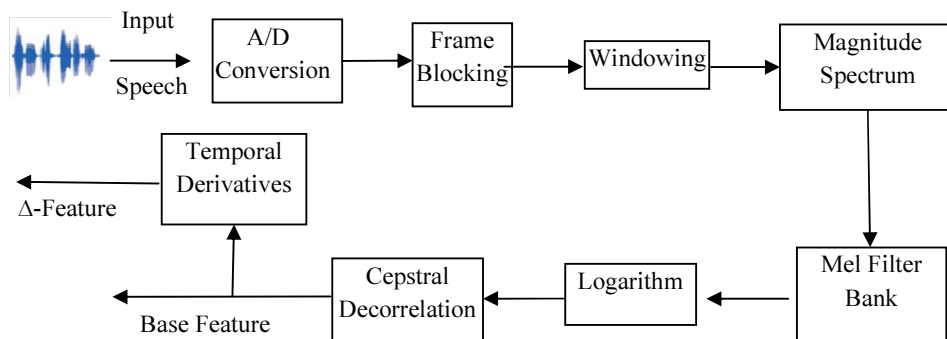 Input
Speech
A/D
Conversion
Frame
Blocking
Windowing
Magnitude
Spectrum
Temporal
Derivatives
Δ-Feature
Mel Filter
Bank
Logarithm
Cepstral
Decorrelation
Base Feature